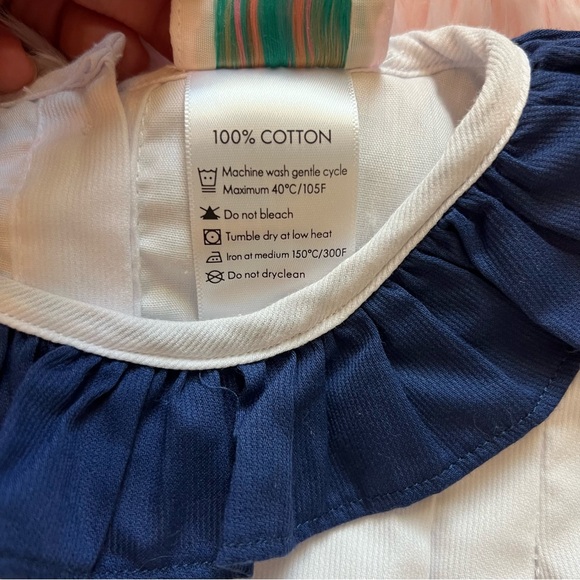 100% COTTON
Machine wash gentle cycle
Maximum 40°C/105F
Do not bleach
Tumble dry at low heat
Iron at medium 150°C/300F
Do not dryclean